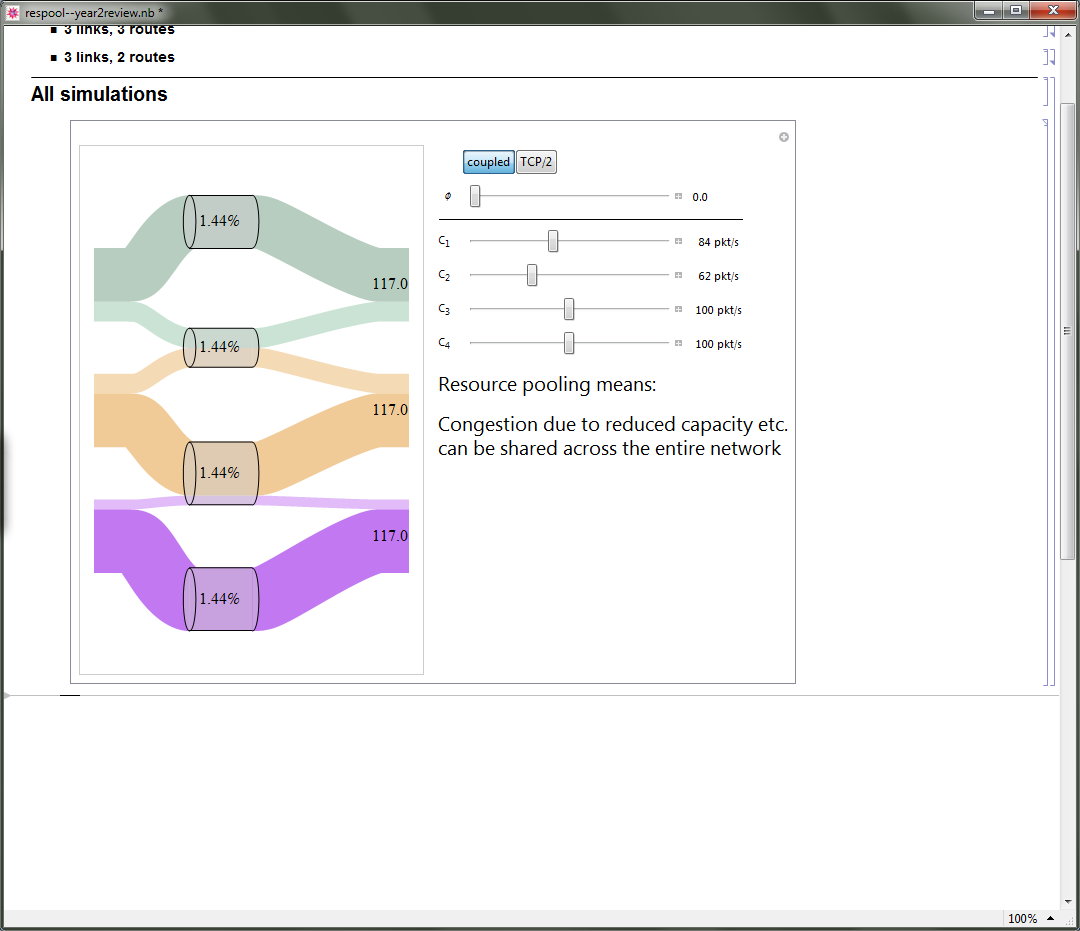 respool--year2review.nb *
3 links, 3 routes
3 links, 2 routes
All simulations
1.44%
117.0
1.44%
117.0
1.44%
117.0
1.44%
coupled TCP/2
ϕ 0.0
C1 84 pkt/s
C2 62 pkt/s
C3 100 pkt/s
C4 100 pkt/s
Resource pooling means:
Congestion due to reduced capacity etc.
can be shared across the entire network
100%